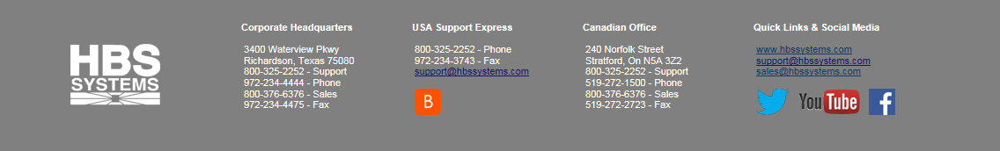 HBS
SYSTEMS
Corporate Headquarters
3400 Waterview Pkwy
Richardson, Texas 75080
800-325-2252 - Support
972-234-4444 - Phone
800-376-6376 - Sales
972-234-4475 - Fax
USA Support Express
800-325-2252 - Phone
972-234-3743 - Fax
support@hbssystems.com
B
Canadian Office
240 Norfolk Street
Stratford, On N5A 3Z2
800-325-2252 - Support
519-272-1500 - Phone
800-376-6376 - Sales
519-272-2723 - Fax
Quick Links & Social Media
www.hbssystems.com
support@hbssystems.com
sales@hbssystems.com
YouTube
f